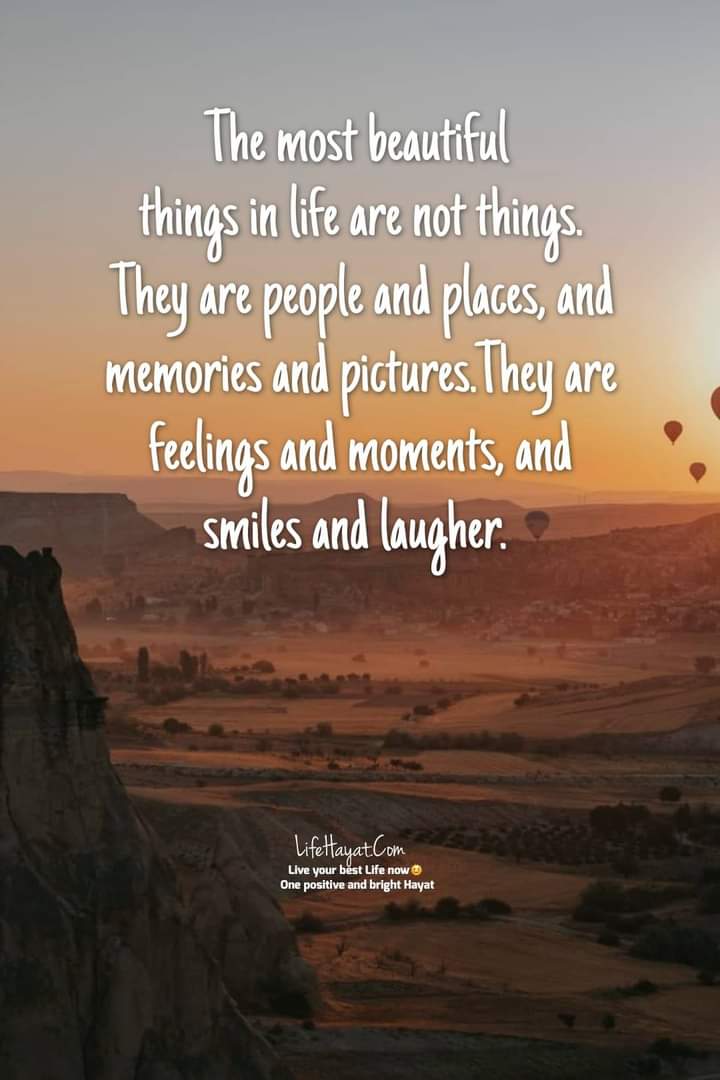 The most beautiful
things in life are not things.
They are people and places, and
memories and pictures.They are
feelings and moments, and
smiles and laugher.
LifeHayat.Com
Live your best Life now😊
One positive and bright Hayat